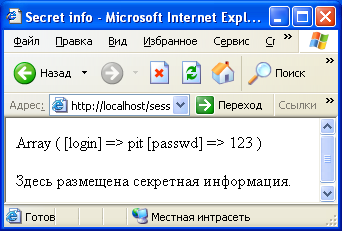 Secret info - Microsoft Internet Expl...
Файл Правка Вид Избранное Сервис »
Назад Поиск »
Адрес: http://localhost/sess Переход Ссылки »
Array ( [login] => pit [passwd] => 123 )
Здесь размещена секретная информация.
Готов Местная интрасеть